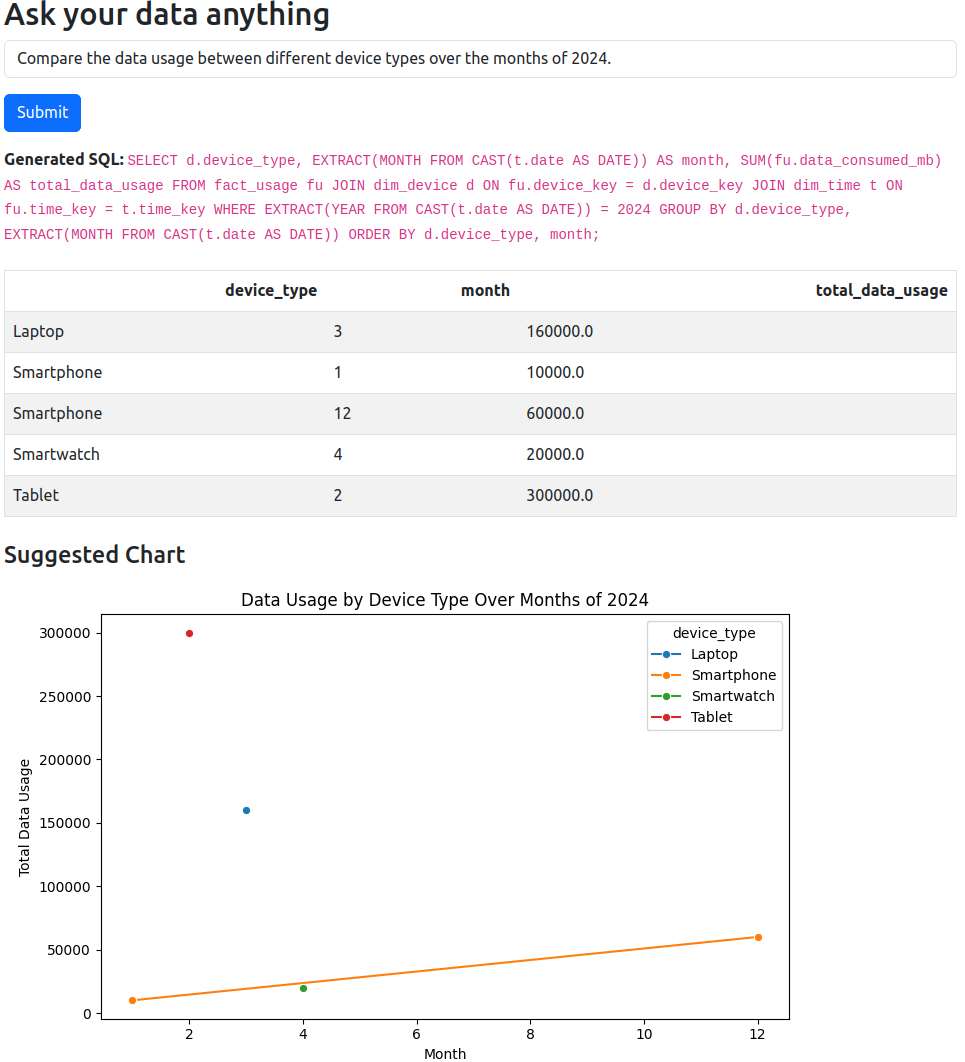 Ask your data anything
Compare the data usage between different device types over the months of 2024.
Submit
Generated SQL: SELECT d.device_type, EXTRACT(MONTH FROM CAST(t.date AS DATE)) AS month, SUM(fu.data_consumed_mb)
AS total_data_usage FROM fact_usage fu JOIN dim_device d ON fu.device_key = d.device_key JOIN dim_time t ON
fu.time_key = t.time_key WHERE EXTRACT(YEAR FROM CAST(t.date AS DATE)) = 2024 GROUP BY d.device_type,
EXTRACT(MONTH FROM CAST(t.date AS DATE)) ORDER BY d.device_type, month;
device_type month total_data_usage
Laptop 3 160000.0
Smartphone 1 10000.0
Smartphone 12 60000.0
Smartwatch 4 20000.0
Tablet 2 300000.0
Suggested Chart
Data Usage by Device Type Over Months of 2024
device_type
Laptop
Smartphone
Smartwatch
Tablet
Total Data Usage
300000
250000
200000
150000
100000
50000
0
2 4 6 8 10 12
Month